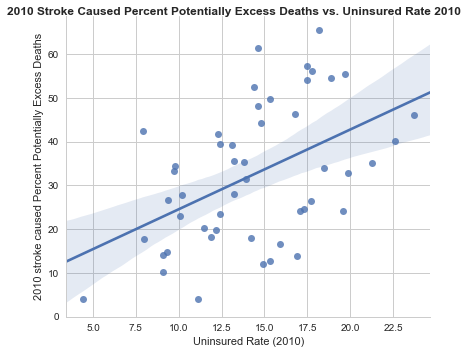 2010 Stroke Caused Percent Potentially Excess Deaths vs. Uninsured Rate 2010
2010 stroke caused Percent Potentially Excess Deaths
60
50
40
30
20
10
0
5.0 7.5 10.0 12.5 15.0 17.5 20.0 22.5
Uninsured Rate (2010)